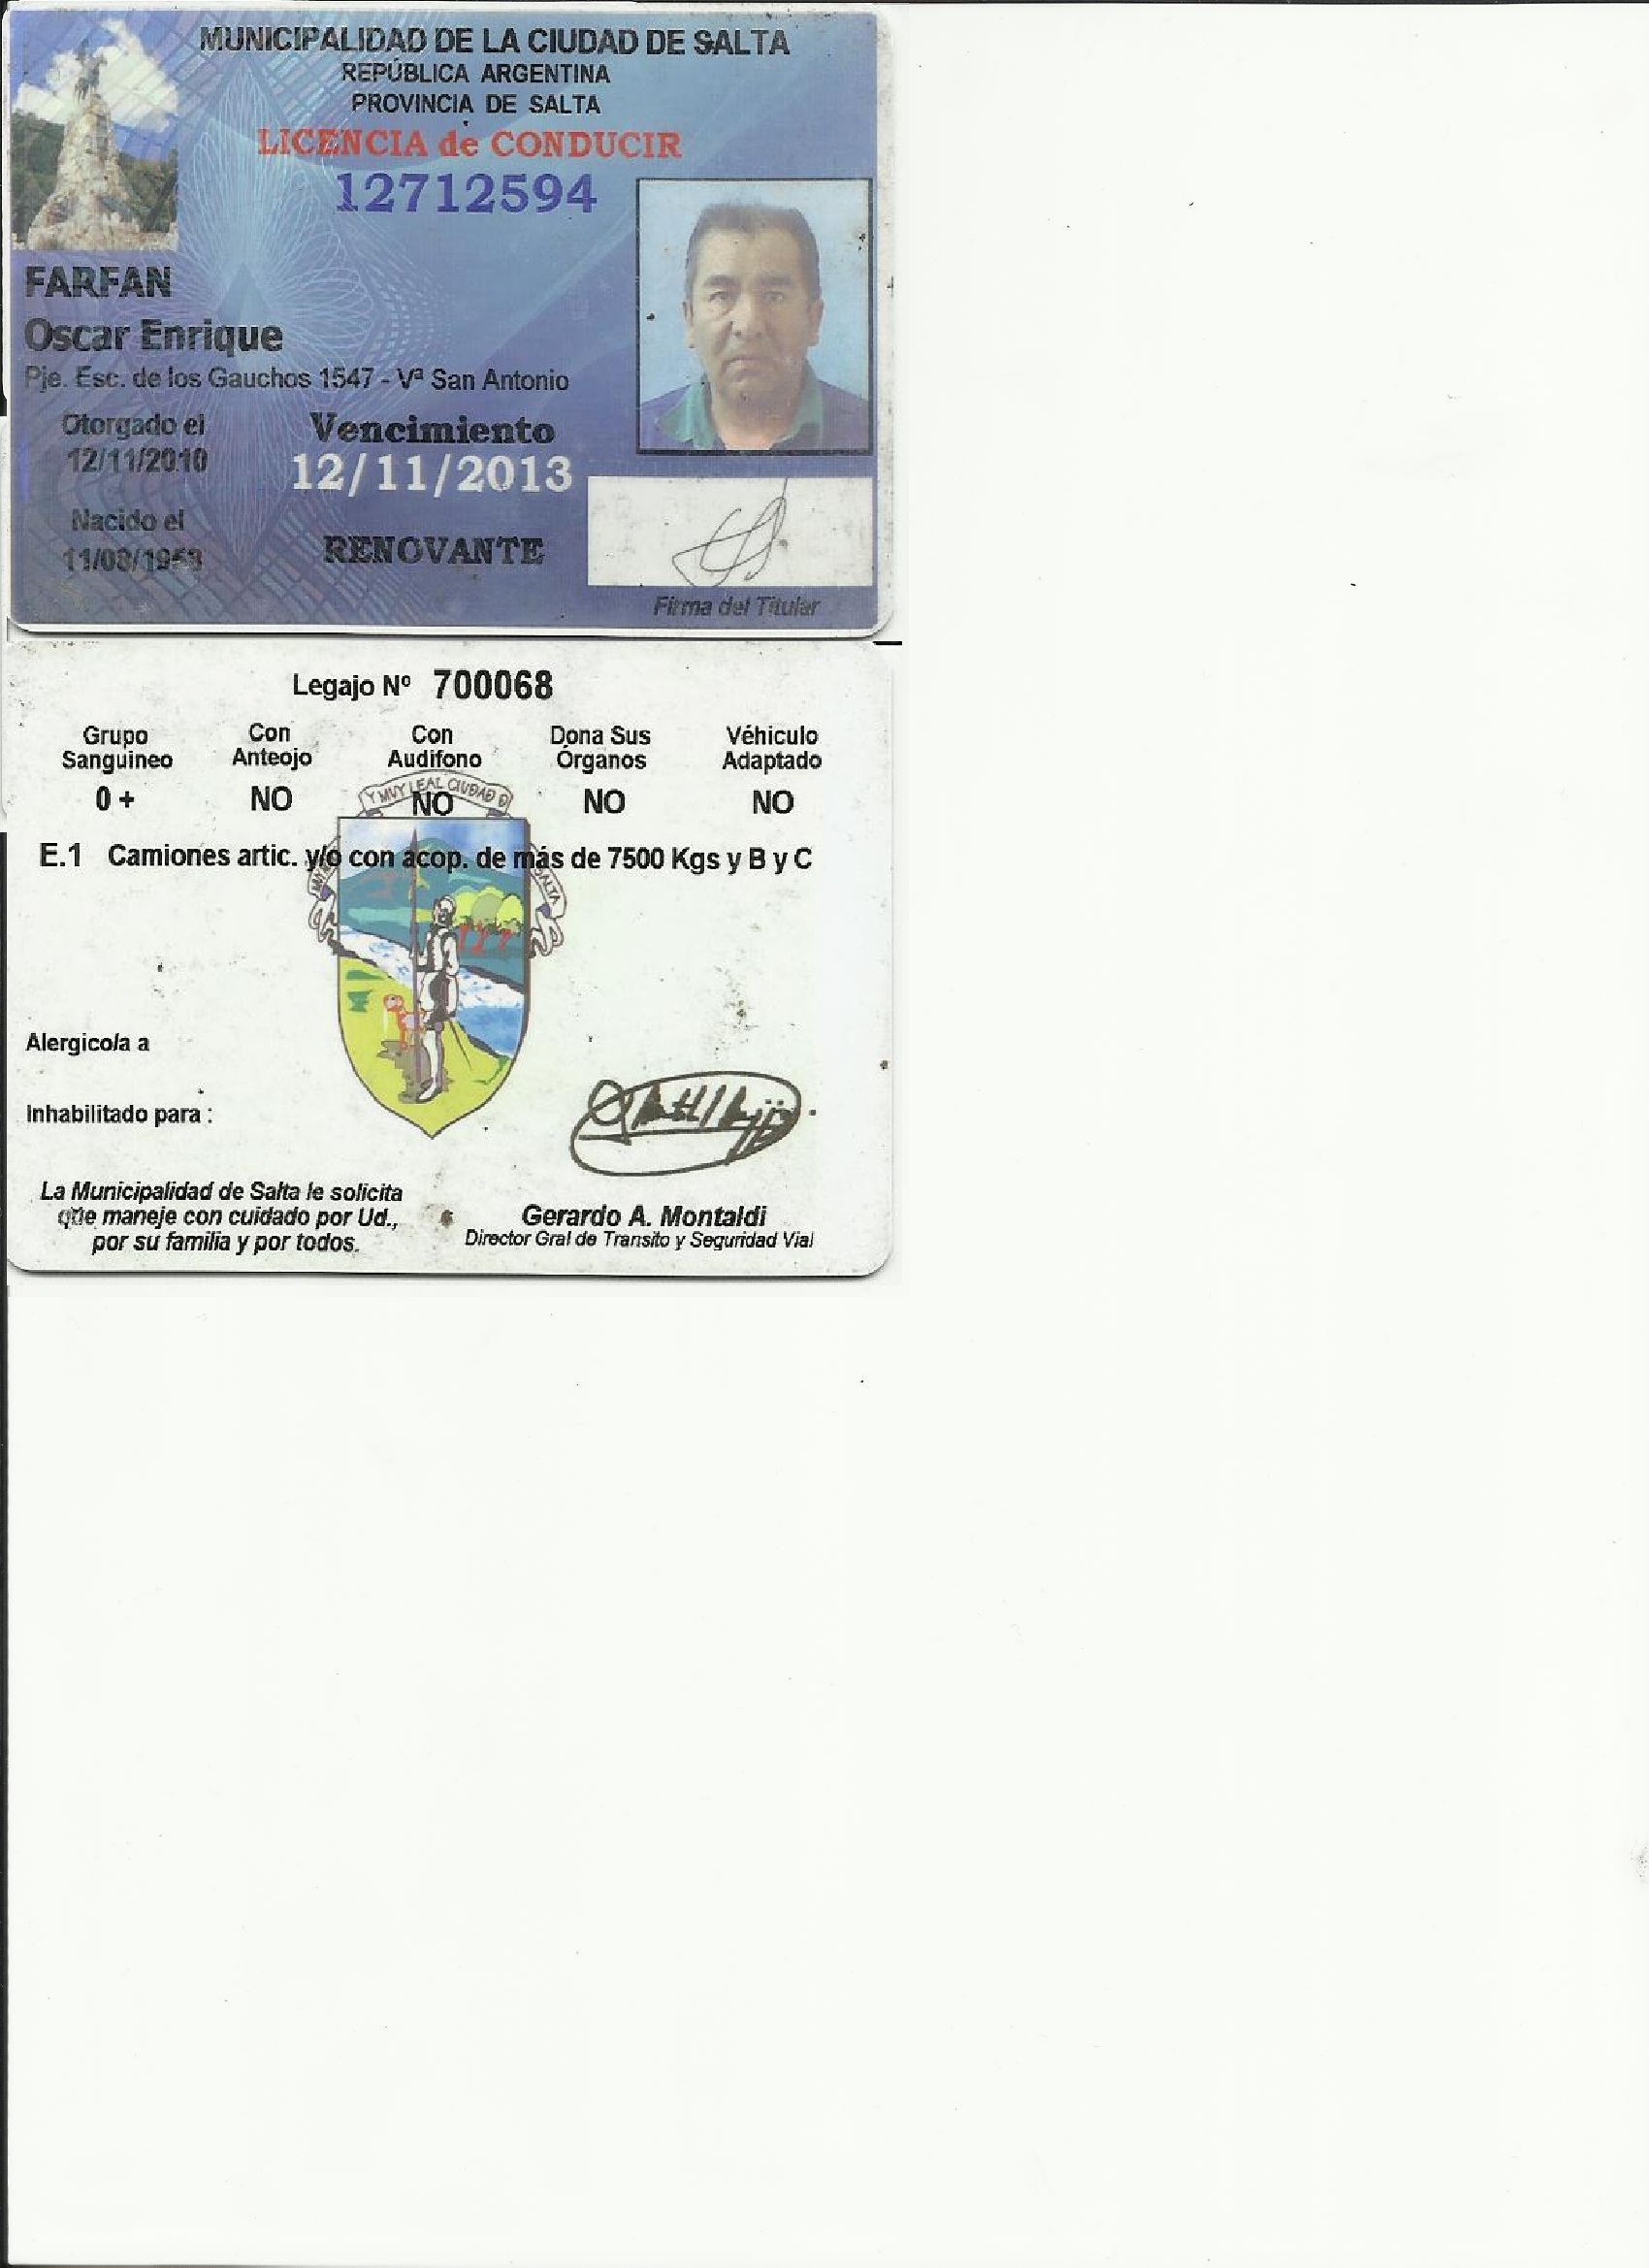 MUNICIPALIDAD DE LA CIUDAD DE SALTA
REPÚBLICA ARGENTINA
PROVINCIA DE SALTA
LICENCIA de CONDUCIR
12712594
FARFAN
Oscar Enrique
Pje. Esc. de los Gauchos 1547 - Vª San Antonio
Otorgado el
12/11/2010
Vencimiento
12/11/2013
Nacido el
RENOVANTE
Firma del Titular
Legajo Nº 700068
Grupo Sanguineo
Con Anteojo
Con Audifono
Dona Sus Órganos
Véhiculo Adaptado
0 + NO NO NO NO
Y MUY LEAL CIUDAD D
SALTA
E.1 Camiones artic. y/o con acop. de más de 7500 Kgs y B y C
Alergico/a a
Inhabilitado para :
La Municipalidad de Salta le solicita
que maneje con cuidado por Ud.,
por su familia y por todos.
Gerardo A. Montaldi
Director Gral de Transito y Seguridad Vial